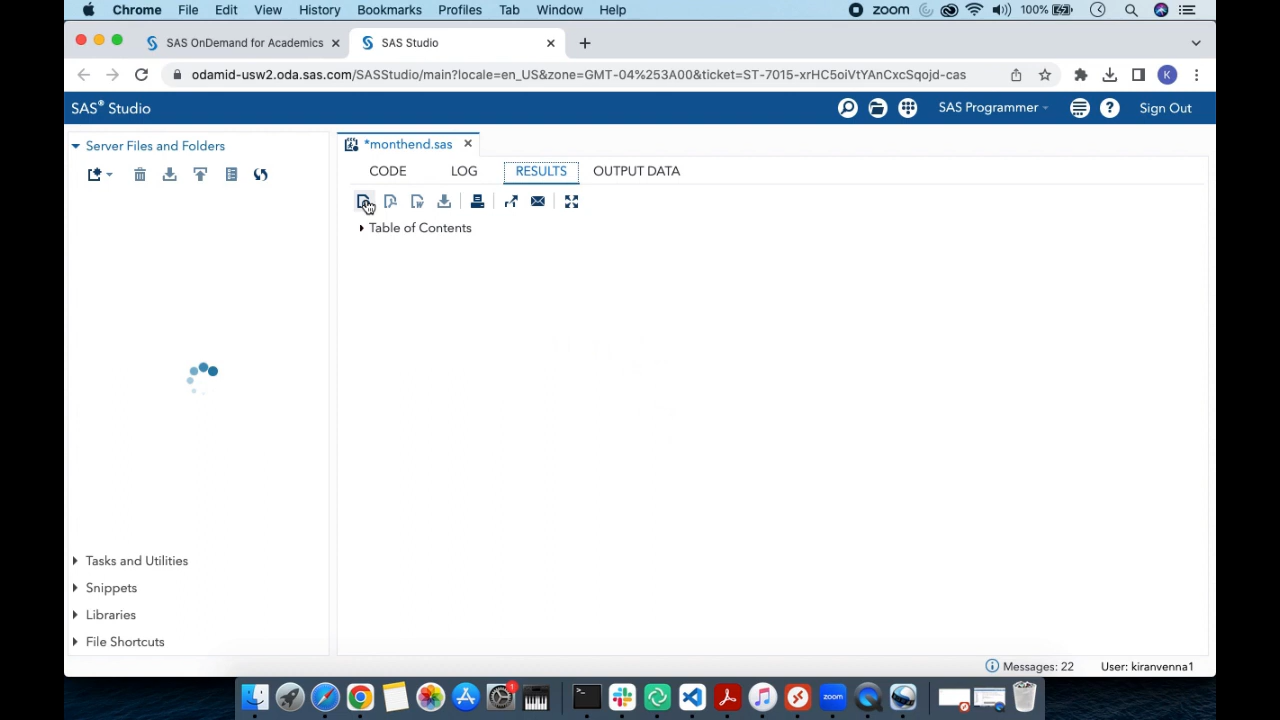 Chrome File Edit View History Bookmarks Profiles Tab Window Help zoom 100%
SAS OnDemand for Academics SAS Studio
odamid-usw2.oda.sas.com/SASStudio/main?locale=en_US&zone=GMT-04%253A00&ticket=ST-7015-xrHC5oiVtYAnCxcSqojd-cas K
SAS® Studio SAS Programmer ? Sign Out
Server Files and Folders *monthend.sas
CODE LOG RESULTS OUTPUT DATA
Table of Contents
Tasks and Utilities
Snippets
Libraries
File Shortcuts
Messages: 22 User: kiranvenna1
1
zoom